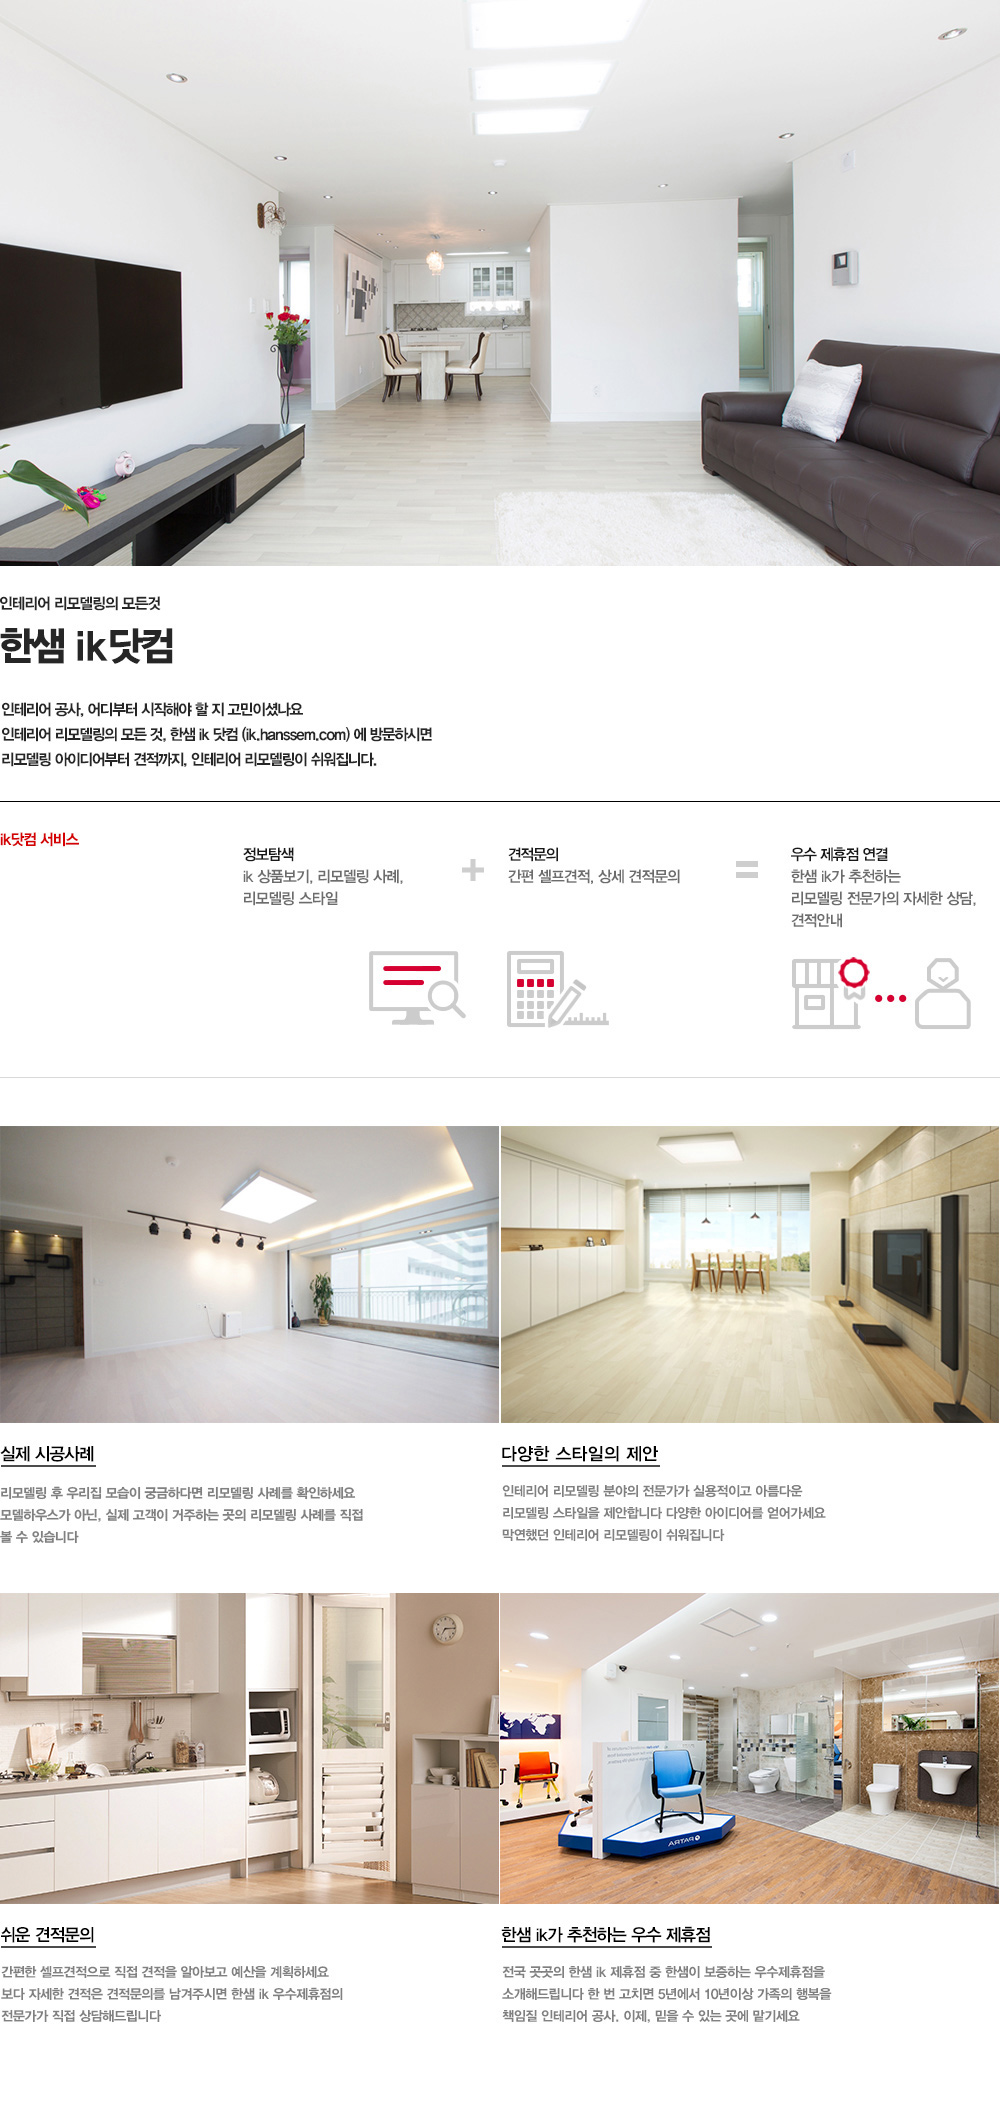 인테리어 리모델링의 모든것
한샘 ik닷컴
인테리어 공사, 어디부터 시작해야 할 지 고민이셨나요
인테리어 리모델링의 모든 것, 한샘 ik 닷컴 (ik.hanssem.com) 에 방문하시면
리모델링 아이디어부터 견적까지, 인테리어 리모델링이 쉬워집니다.
ik닷컴 서비스
정보탐색
ik 상품보기, 리모델링 사례,
리모델링 스타일
+
견적문의
간편 셀프견적, 상세 견적문의
=
우수 제휴점 연결
한샘 ik가 추천하는
리모델링 전문가의 자세한 상담,
견적안내
실제 시공사례
리모델링 후 우리집 모습이 궁금하다면 리모델링 사례를 확인하세요
모델하우스가 아닌, 실제 고객이 거주하는 곳의 리모델링 사례를 직접
볼 수 있습니다
다양한 스타일의 제안
인테리어 리모델링 분야의 전문가가 실용적이고 아름다운
리모델링 스타일을 제안합니다 다양한 아이디어를 얻어가세요
막연했던 인테리어 리모델링이 쉬워집니다
PATRA
쉬운 견적문의
간편한 셀프견적으로 직접 견적을 알아보고 예산을 계획하세요
보다 자세한 견적은 견적문의를 남겨주시면 한샘 ik 우수제휴점의
전문가가 직접 상담해드립니다
한샘 ik가 추천하는 우수 제휴점
전국 곳곳의 한샘 ik 제휴점 중 한샘이 보증하는 우수제휴점을
소개해드립니다 한 번 고치면 5년에서 10년이상 가족의 행복을
책임질 인테리어 공사, 이제, 믿을 수 있는 곳에 맡기세요